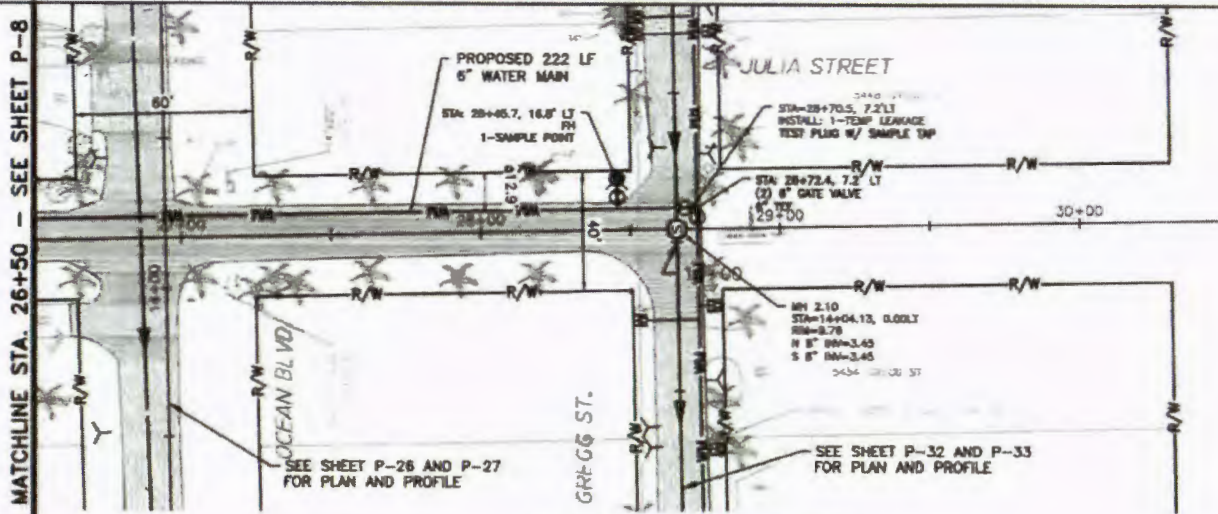 MATCHLINE STA. 26+50 - SEE SHEET P-8
R/W
R/W
R/W
R/W
R/W
PROPOSED 222 LF
6" WATER MAIN
JULIA STREET
60'
STA: 28+45.7, 16.8' LT
FH
1-SAMPLE POINT
STA=28+70.5, 7.2'LT
INSTALL: 1-TEMP LEAKAGE
TEST PLUG W/ SAMPLE TAP
R/W
R/W
R/W
R/W
12.9
STA: 28+72.4, 7.2' LT
(2) 6" GATE VALVE
6" TEE
28+00
29+00
30+00
40'
S
14+00
R/W
R/W
R/W
R/W
MH 2.10
STA=14+04.13, 0.00LT
N 8" INV=3.45
S 8" INV=3.45
OCEAN BLVD
GREGG ST.
R/W
R/W
R/W
R/W
R/W
SEE SHEET P-26 AND P-27
FOR PLAN AND PROFILE
SEE SHEET P-32 AND P-33
FOR PLAN AND PROFILE